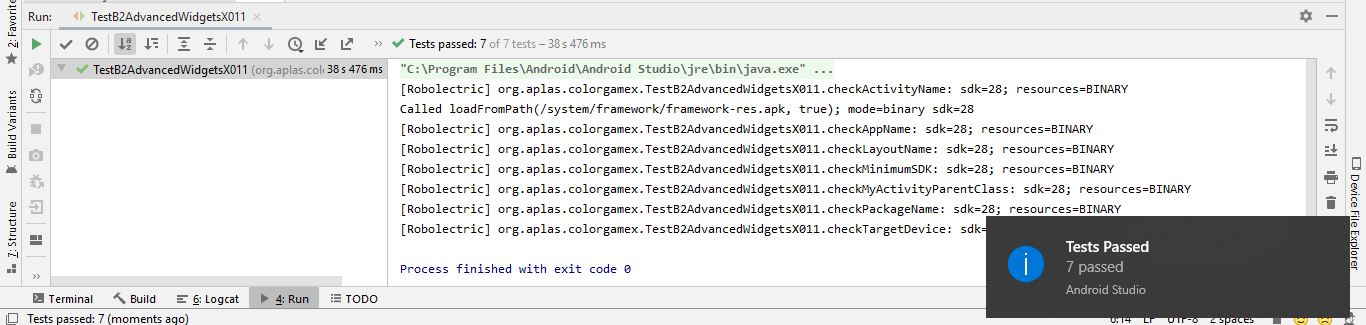 Run:
TestB2AdvancedWidgetsX011
Tests passed: 7 of 7 tests – 38 s 476 ms
TestB2AdvancedWidgetsX011 (org.aplas.col 38 s 476 ms
"C:\Program Files\Android\Android Studio\jre\bin\java.exe" ...
[Robolectric] org.aplas.colorgamex.TestB2AdvancedWidgetsX011.checkActivityName: sdk=28; resources=BINARY
Called loadFromPath(/system/framework/framework-res.apk, true); mode=binary sdk=28
[Robolectric] org.aplas.colorgamex.TestB2AdvancedWidgetsX011.checkAppName: sdk=28; resources=BINARY
[Robolectric] org.aplas.colorgamex.TestB2AdvancedWidgetsX011.checkLayoutName: sdk=28; resources=BINARY
[Robolectric] org.aplas.colorgamex.TestB2AdvancedWidgetsX011.checkMinimumSDK: sdk=28; resources=BINARY
[Robolectric] org.aplas.colorgamex.TestB2AdvancedWidgetsX011.checkMyActivityParentClass: sdk=28; resources=BINARY
[Robolectric] org.aplas.colorgamex.TestB2AdvancedWidgetsX011.checkPackageName: sdk=28; resources=BINARY
[Robolectric] org.aplas.colorgamex.TestB2AdvancedWidgetsX011.checkTargetDevice: sdk=
Process finished with exit code 0
2: Favorite
Build Variants
7: Structure
Device File Explorer
Tests Passed
7 passed
Android Studio
Terminal
Build
6: Logcat
4: Run
TODO
Tests passed: 7 (moments ago)
6:14
LF
UTF-8
2 spaces